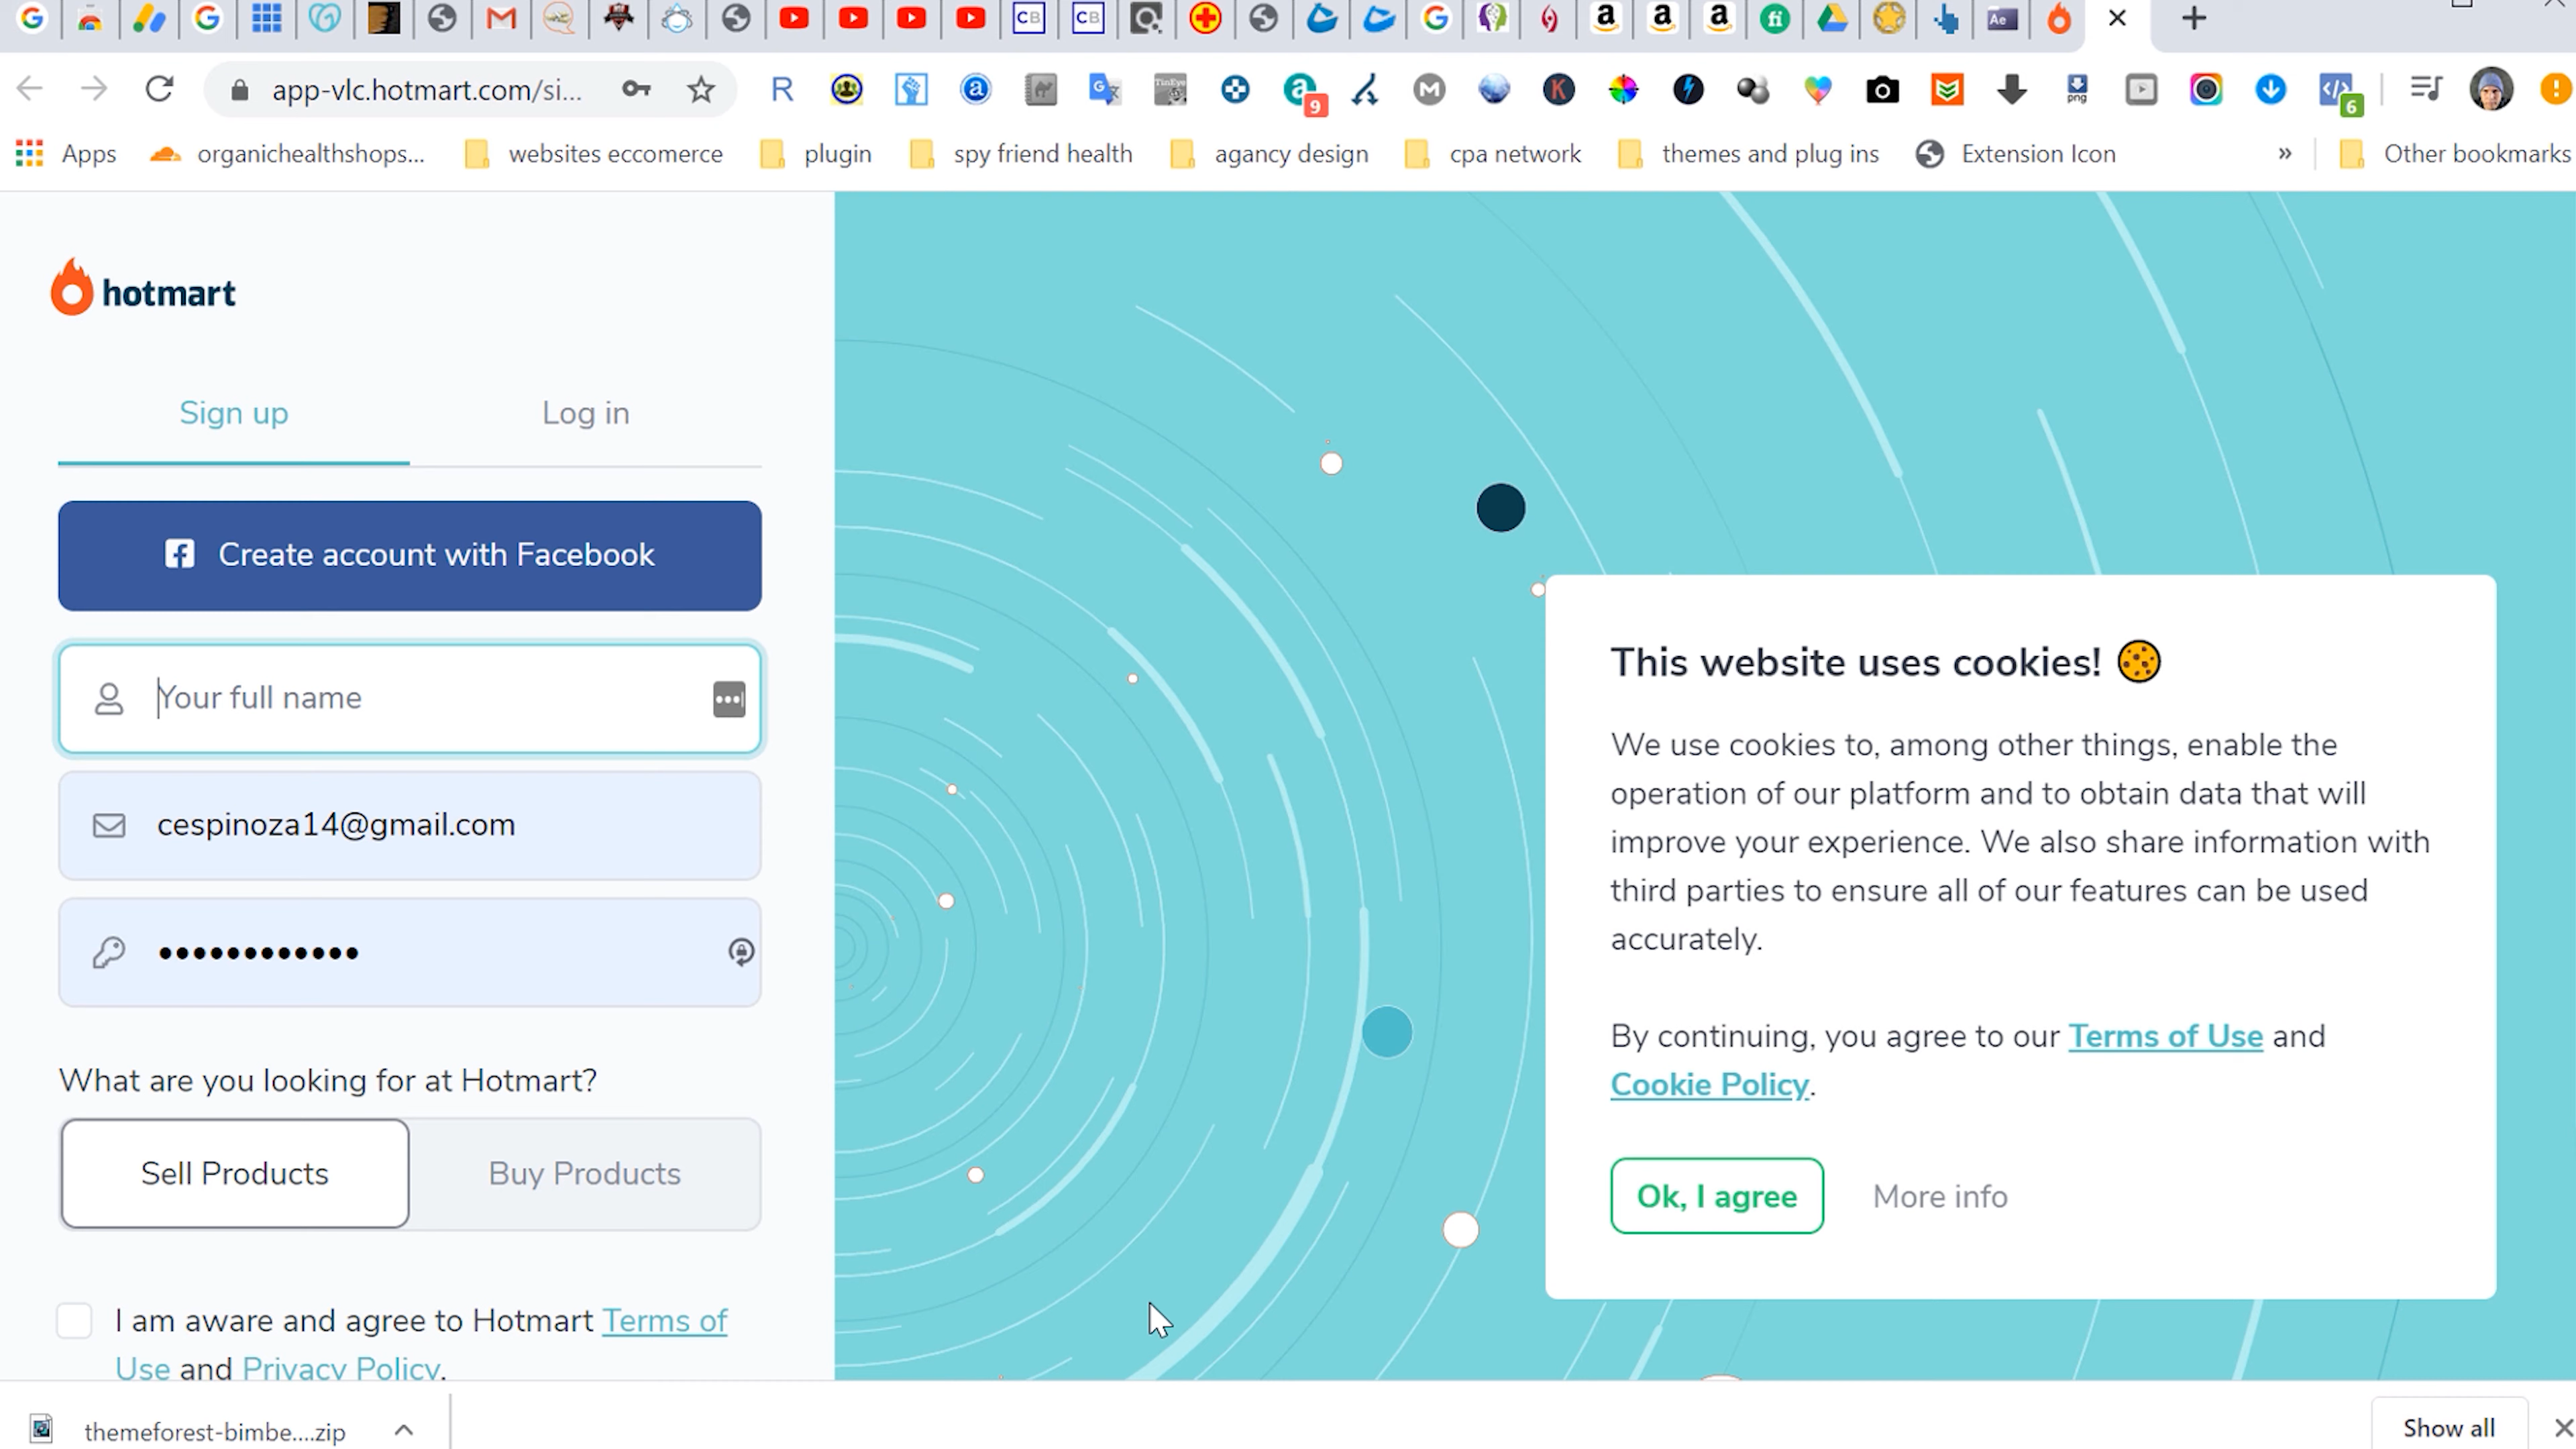 app-vlc.hotmart.com/si...
9
6
png
Apps
organichealthshops...
websites eccomerce
plugin
spy friend health
agancy design
cpa network
themes and plug ins
Extension Icon
»
Other bookmarks
hotmart
Sign up
Log in
Create account with Facebook
Your full name
cespinoza14@gmail.com
What are you looking for at Hotmart?
Sell Products
Buy Products
I am aware and agree to Hotmart Terms of
Use and Privacy Policy.
This website uses cookies!
We use cookies to, among other things, enable the
operation of our platform and to obtain data that will
improve your experience. We also share information with
third parties to ensure all of our features can be used
accurately.
By continuing, you agree to our Terms of Use and
Cookie Policy.
Ok, I agree
More info
themeforest-bimbe....zip
Show all